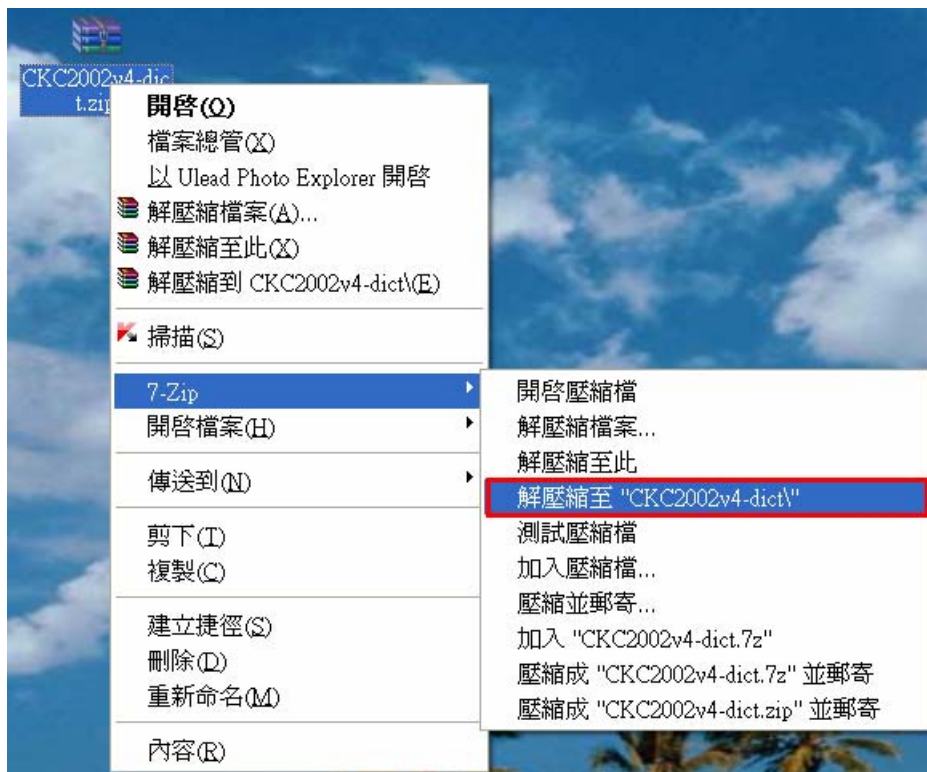 CKC2002v4-dic
t.zip
開啓(O)
檔案總管(X)
以 Ulead Photo Explorer 開啓
解壓縮檔案(A)...
解壓縮至此(X)
解壓縮到 CKC2002v4-dict\(E)
掃描(S)
7-Zip
開啓檔案(H)
傳送到(N)
剪下(T)
複製(C)
建立捷徑(S)
刪除(D)
重新命名(M)
內容(R)
開啓壓縮檔
解壓縮檔案...
解壓縮至此
解壓縮至 "CKC2002v4-dict\"
測試壓縮檔
加入壓縮檔...
壓縮並郵寄...
加入 "CKC2002v4-dict.7z"
壓縮成 "CKC2002v4-dict.7z" 並郵寄
壓縮成 "CKC2002v4-dict.zip" 並郵寄